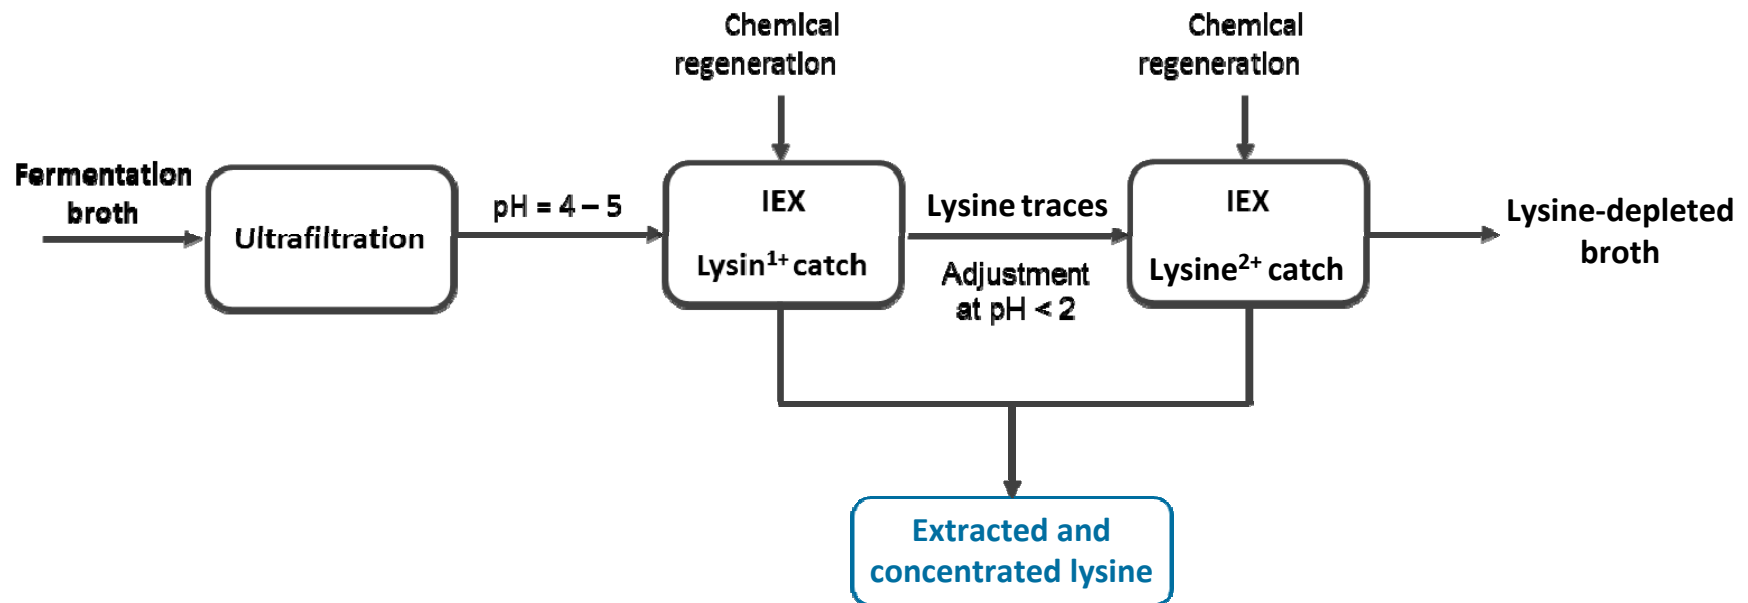 Chemical
regeneration
Chemical
regeneration
Fermentation
broth
Ultrafiltration
pH = 4 – 5
IEX
Lysin¹⁺ catch
Lysine traces
Adjustment
at pH < 2
IEX
Lysine²⁺ catch
Lysine-depleted
broth
Extracted and
concentrated lysine